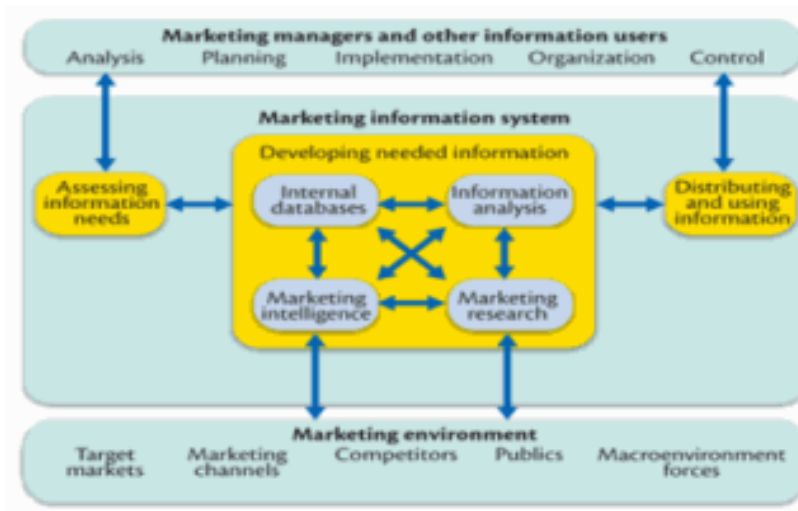 Marketing managers and other information users
Analysis Planning Implementation Organization Control
Marketing information system
Developing needed information
Assessing
information
needs
Internal
databases
Information
analysis
Distributing
and using
information
Marketing
intelligence
Marketing
research
Marketing environment
Target
markets
Marketing
channels
Competitors
Publics
Macroenvironment
forces